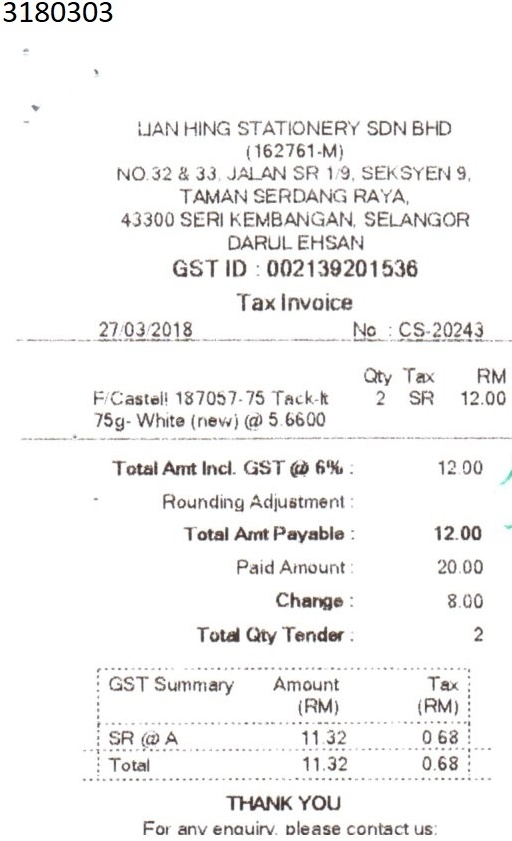 3180303
LIAN HING STATIONERY SDN BHD
(162761-M)
NO.32 & 33, JALAN SR 1/9, SEKSYEN 9,
TAMAN SERDANG RAYA,
43300 SERI KEMBANGAN, SELANGOR
DARUL EHSAN
GST ID : 002139201536
Tax Invoice
27/03/2018 No : CS-20243
Qty Tax RM
F/Castell 187057-75 Tack-It 2 SR 12.00
75g- White (new) @ 5.6600
Total Amt Incl. GST @ 6% : 12.00
Rounding Adjustment :
Total Amt Payable : 12.00
Paid Amount : 20.00
Change : 8.00
Total Qty Tender : 2
GST Summary Amount Tax
(RM) (RM)
SR @ A 11.32 0.68
Total 11.32 0.68
THANK YOU
For any enquiry, please contact us: